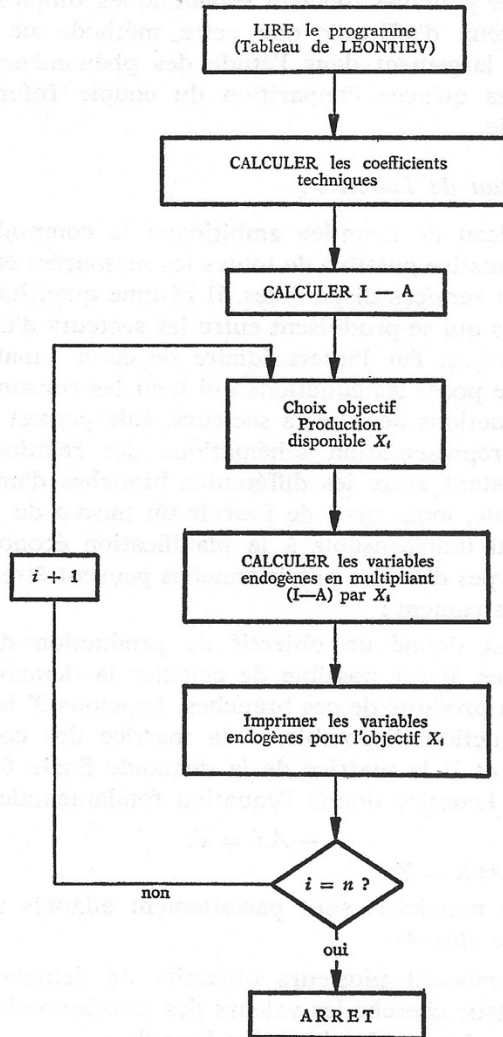 LIRE le programme
(Tableau de LEONTIEV)
CALCULER les coefficients
techniques
CALCULER I — A
Choix objectif
Production
disponible Xi
i + 1
CALCULER les variables
endogènes en multipliant
(I—A) par Xi
Imprimer les variables
endogènes pour l'objectif Xi
i = n ?
non
oui
ARRET